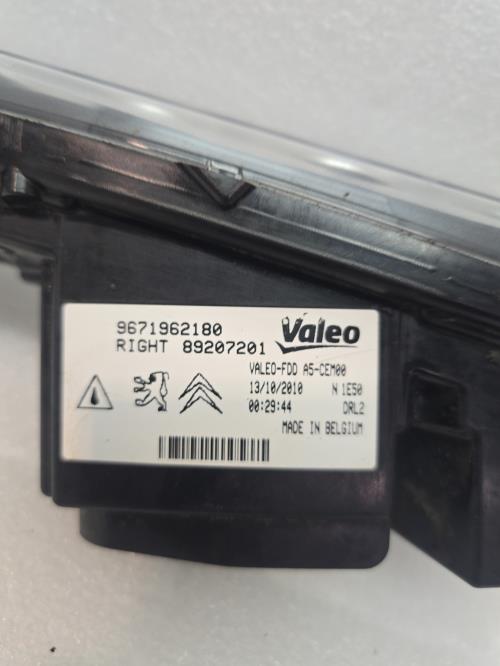 9671962180
RIGHT 89207201
Valeo
VALEO-FDD A5-CEM00
13/10/2010 N 1E50
00:29:44 DRL2
MADE IN BELGIUM